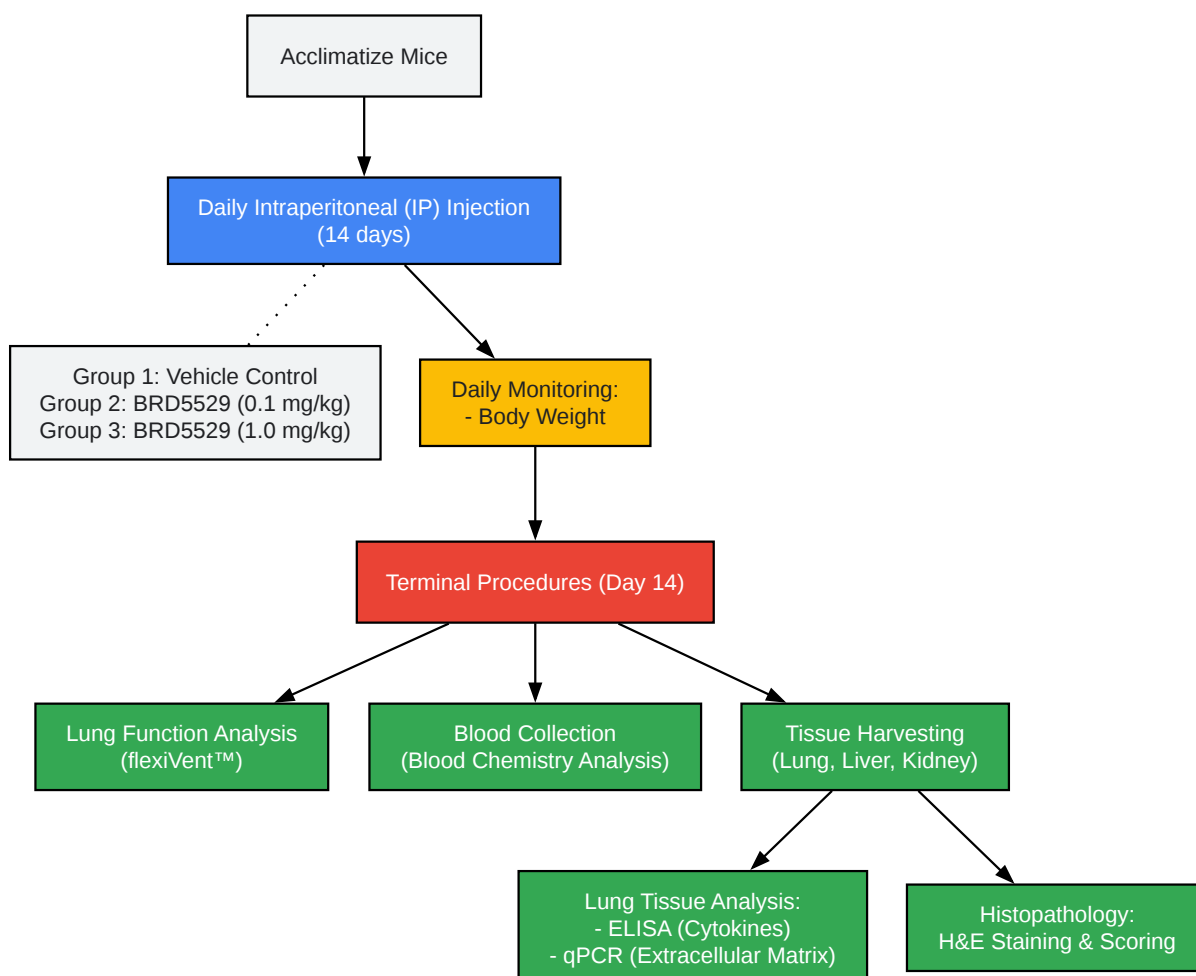 Acclimatize Mice
Daily Intraperitoneal (IP) Injection
(14 days)
Group 1: Vehicle Control
Group 2: BRD5529 (0.1 mg/kg)
Group 3: BRD5529 (1.0 mg/kg)
Daily Monitoring:
- Body Weight
Terminal Procedures (Day 14)
Lung Function Analysis
(flexiVent™)
Blood Collection
(Blood Chemistry Analysis)
Tissue Harvesting
(Lung, Liver, Kidney)
Lung Tissue Analysis:
- ELISA (Cytokines)
- qPCR (Extracellular Matrix)
Histopathology:
H&E Staining & Scoring